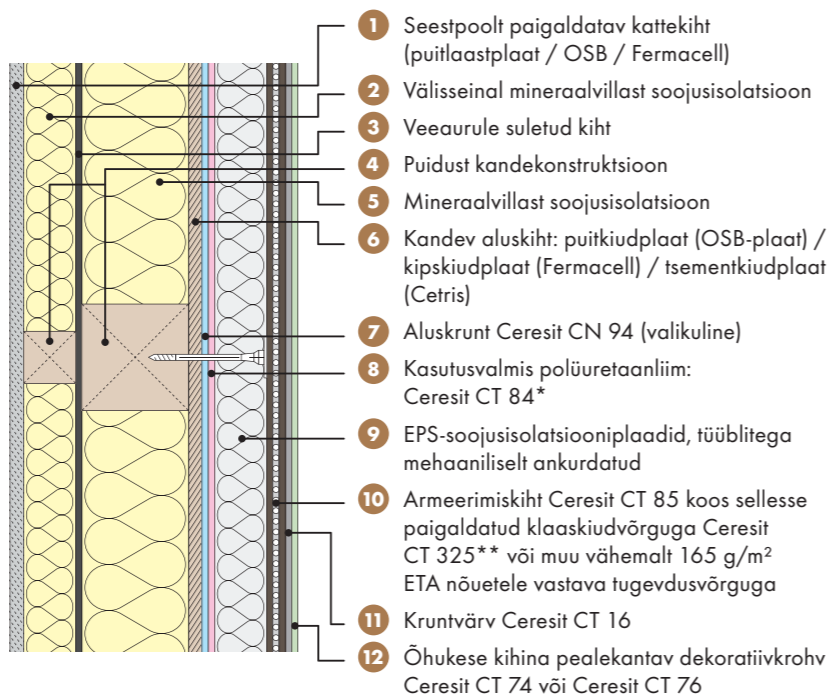 1 Seestpoolt paigaldatav kattekiht
(puitlaastplaat / OSB / Fermacell)
2 Välisseinal mineraalvillast soojusisolatsioon
3 Veeaurule suletud kiht
4 Puidust kandekonstruktsioon
5 Mineraalvillast soojusisolatsioon
6 Kandev aluskiht: puitkiudplaat (OSB-plaat) /
kipskiudplaat (Fermacell) / tsementkiudplaat
(Cetris)
7 Aluskrunt Ceresit CN 94 (valikuline)
8 Kasutusvalmis polüuretaanliim:
Ceresit CT 84*
9 EPS-soojusisolatsiooniplaadid, tüüblitega
mehaaniliselt ankurdatud
10 Armeerimiskiht Ceresit CT 85 koos sellesse
paigaldatud klaaskiudvõrguga Ceresit
CT 325** või muu vähemalt 165 g/m²
ETA nõuetele vastava tugevdusvõrguga
11 Kruntvärv Ceresit CT 16
12 Õhukese kihina pealekantav dekoratiivkrohv
Ceresit CT 74 või Ceresit CT 76